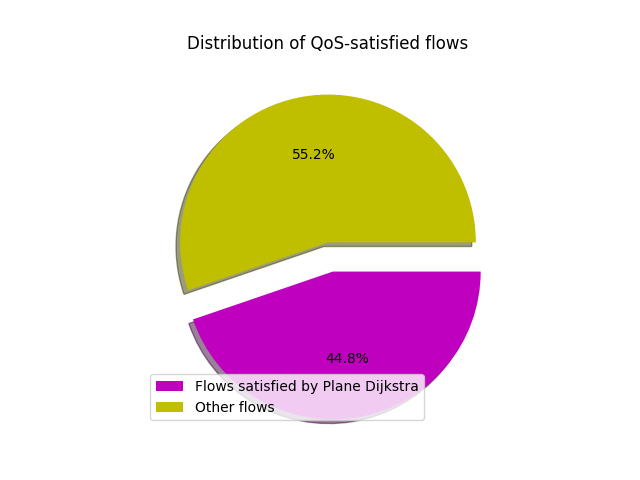 Distribution of QoS-satisfied flows
55.2%
44.8%
Flows satisfied by Plane Dijkstra
Other flows